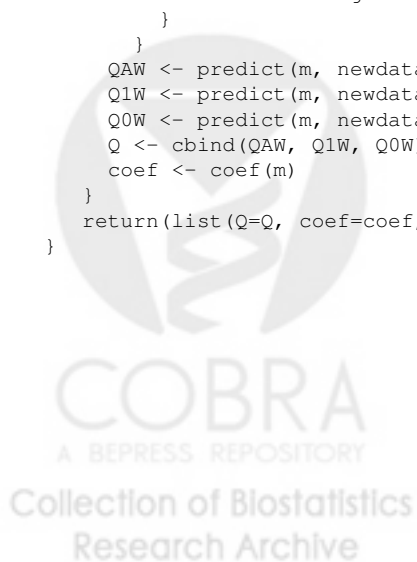 }
}
QAW <- predict(m, newdata
Q1W <- predict(m, newdata
Q0W <- predict(m, newdata
Q <- cbind(QAW, Q1W, Q0W
coef <- coef(m)
}
return(list(Q=Q, coef=coef
}
COBRA
A BEPRESS REPOSITORY
Collection of Biostatistics
Research Archive